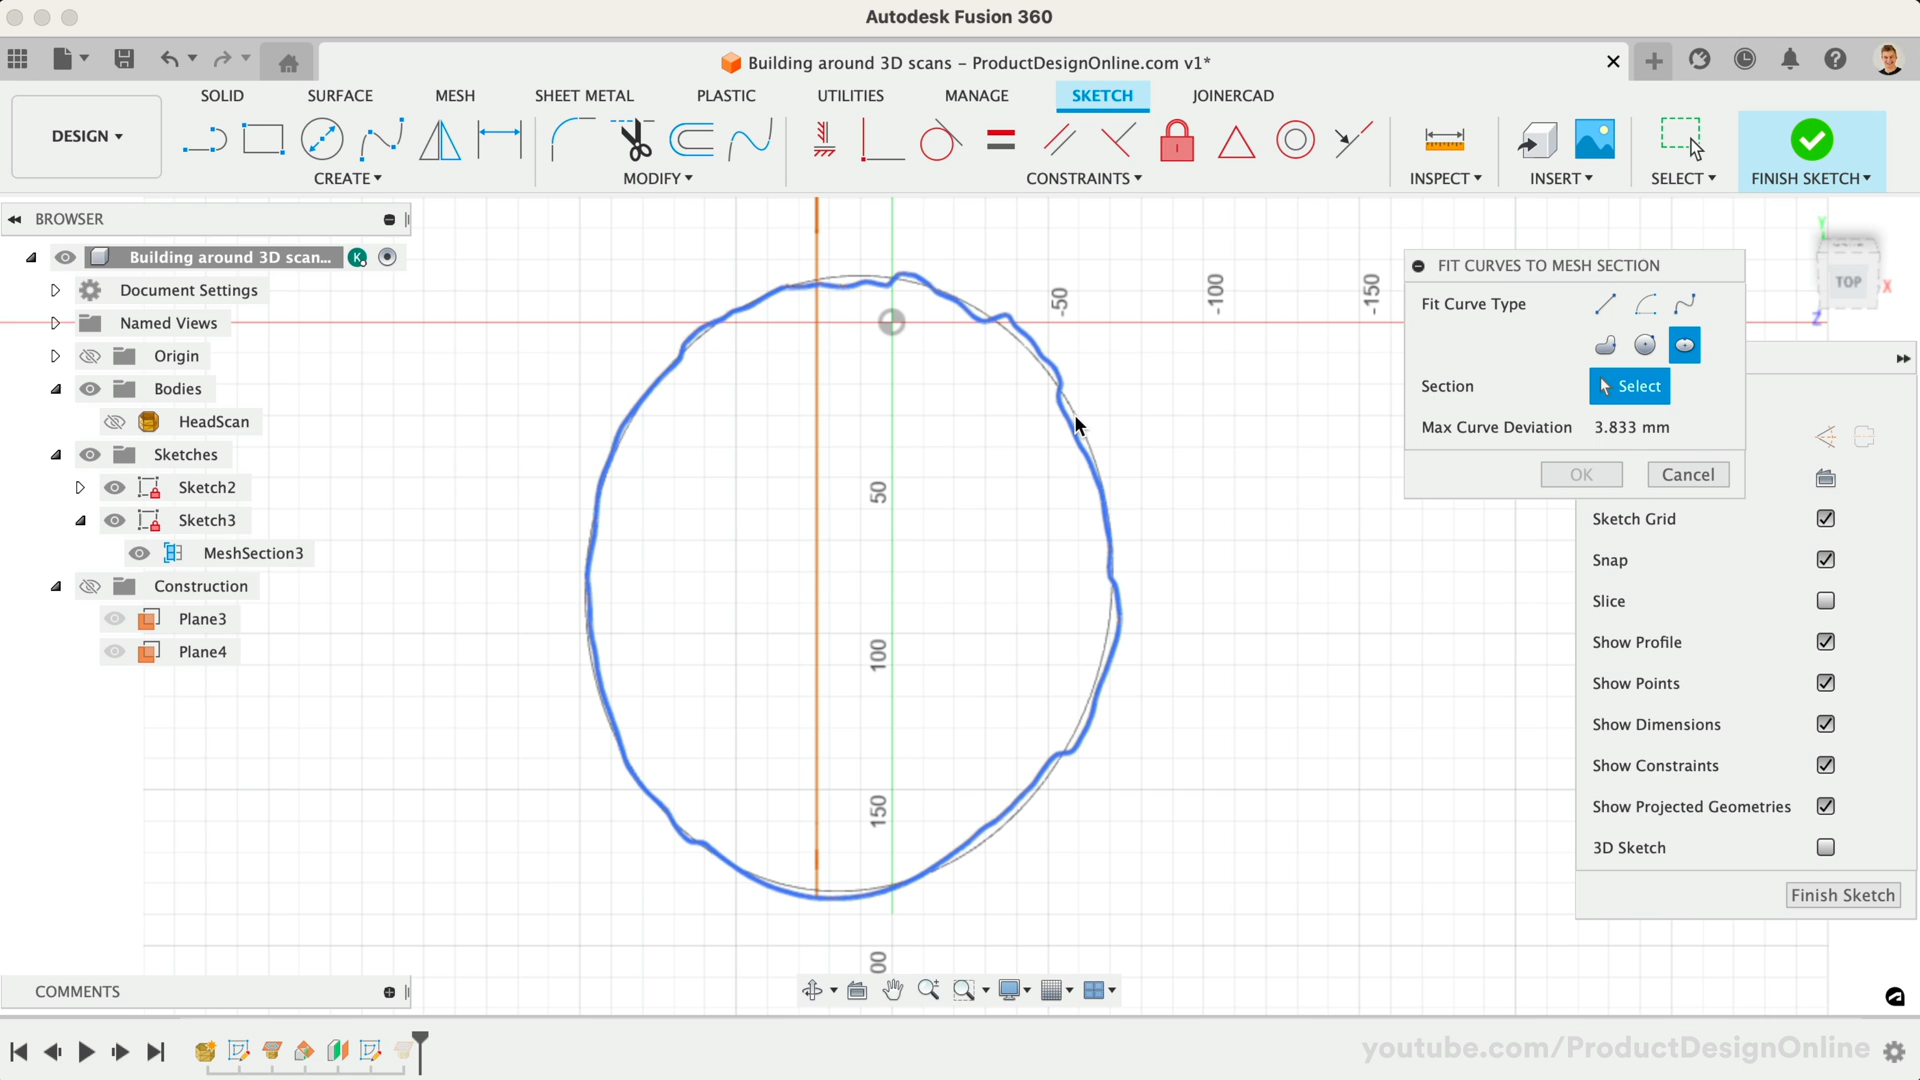 Autodesk Fusion 360
Building around 3D scans – ProductDesignOnline.com v1*
SOLID SURFACE MESH SHEET METAL PLASTIC UTILITIES MANAGE SKETCH JOINERCAD
DESIGN
CREATE MODIFY CONSTRAINTS INSPECT INSERT SELECT FINISH SKETCH
BROWSER
Building around 3D scan... K
Document Settings
Named Views
Origin
Bodies
HeadScan
Sketches
Sketch2
Sketch3
MeshSection3
Construction
Plane3
Plane4
-50
-100
-150
50
100
150
00
TOP
X
Y
Z
FIT CURVES TO MESH SECTION
Fit Curve Type
Section Select
Max Curve Deviation 3.833 mm
OK Cancel
Sketch Grid
Snap
Slice
Show Profile
Show Points
Show Dimensions
Show Constraints
Show Projected Geometries
3D Sketch
Finish Sketch
COMMENTS
youtube.com/ProductDesignOnline